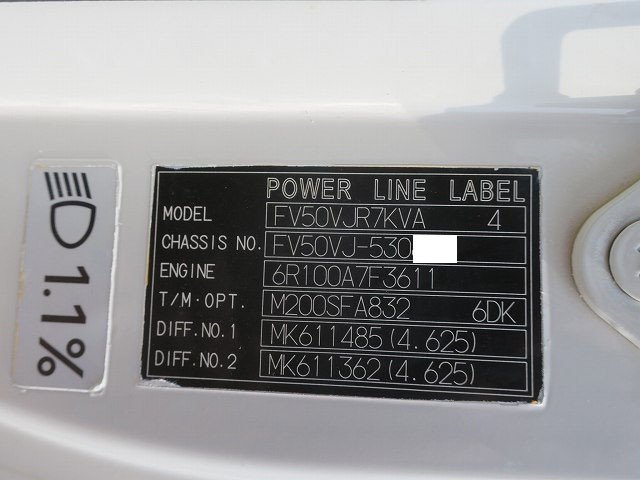 POWER LINE LABEL
MODEL FV50VJR7KVA 4
CHASSIS NO. FV50VJ-530
ENGINE 6R100A7F3611
T/M·OPT. M200SFA832 6DK
DIFF.NO.1 MK611485(4.625)
DIFF.NO.2 MK611362(4.625)
1.1%